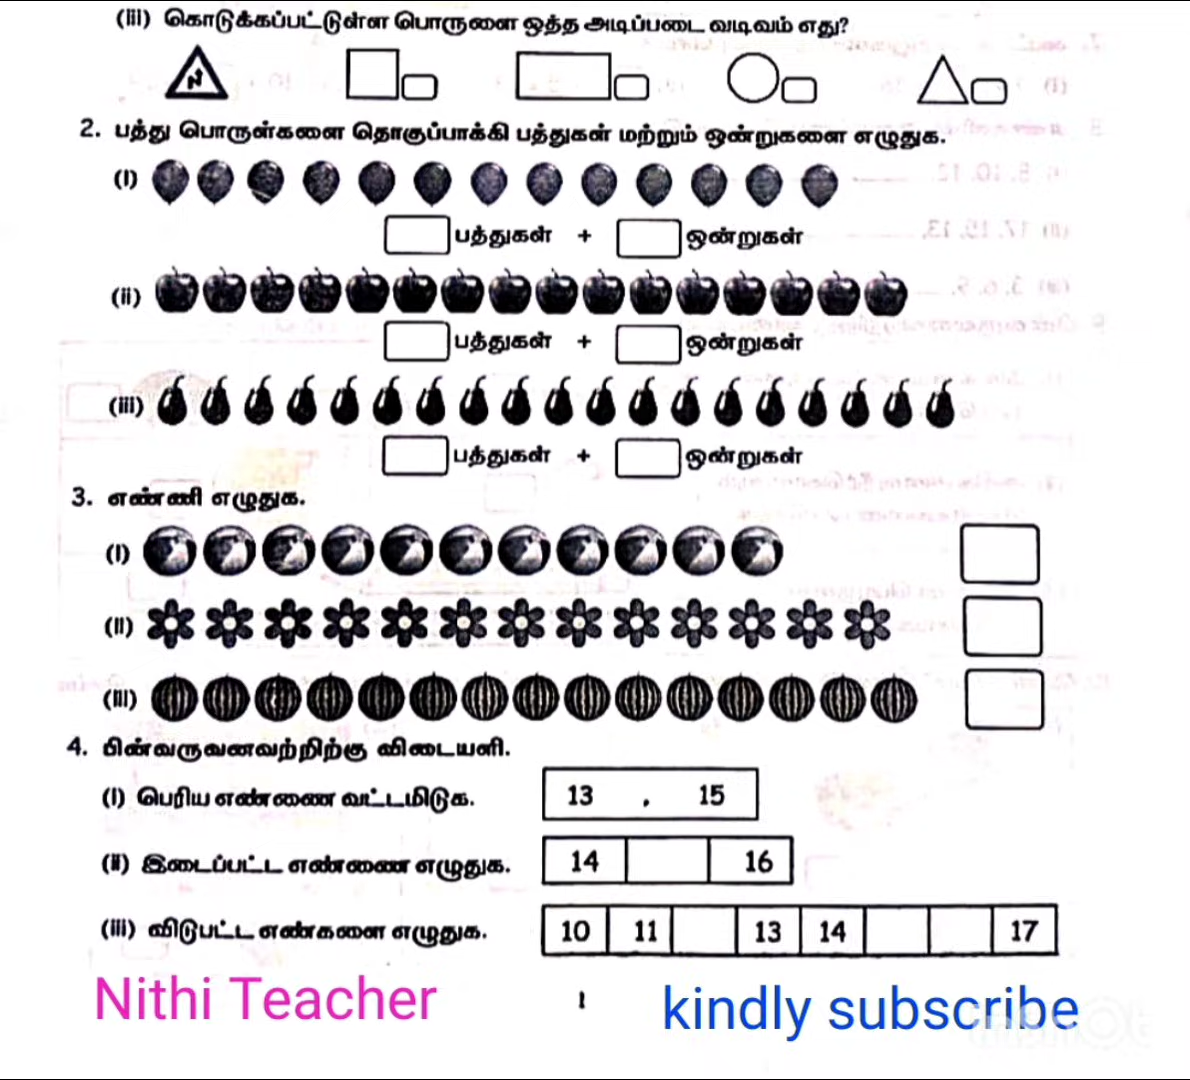 (iii) கொடுக்கப்பட்டுள்ள பொருளை ஒத்த அடிப்படை வடிவம் எது?
2. பத்து பொருள்களைள தொகுப்பாக்கி பத்துகள் மற்றும் ஒன்றுகளை எழுதுக.
(i)
பத்துகள் + ஒன்றுகள்
(ii)
பத்துகள் + ஒன்றுகள்
(iii)
பத்துகள் + ஒன்றுகள்
3. எண்ணி எழுதுக.
(i)
(ii)
(iii)
4. பின்வருவனவற்றிற்கு விடையளி.
(i) பெரிய எண்ணை வட்டமிடுக. 13 , 15
(ii) இடைப்பட்ட எண்ணை எழுதுக. 14 16
(iii) விடுபட்ட எண்களை எழுதுக. 10 11 13 14 17
Nithi Teacher 1 kindly subscribe